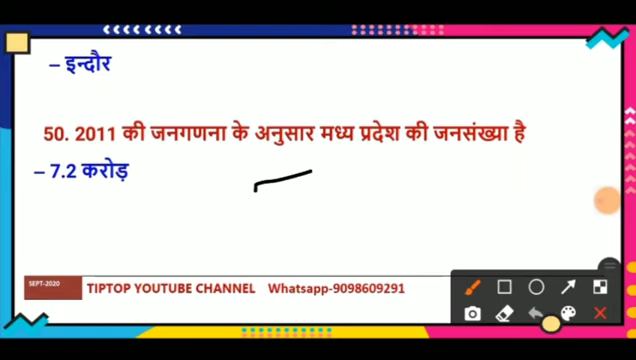 – इन्दौर
50. 2011 की जनगणना के अनुसार मध्य प्रदेश की जनसंख्या है
– 7.2 करोड़
SEPT-2020 TIPTOP YOUTUBE CHANNEL Whatsapp-9098609291